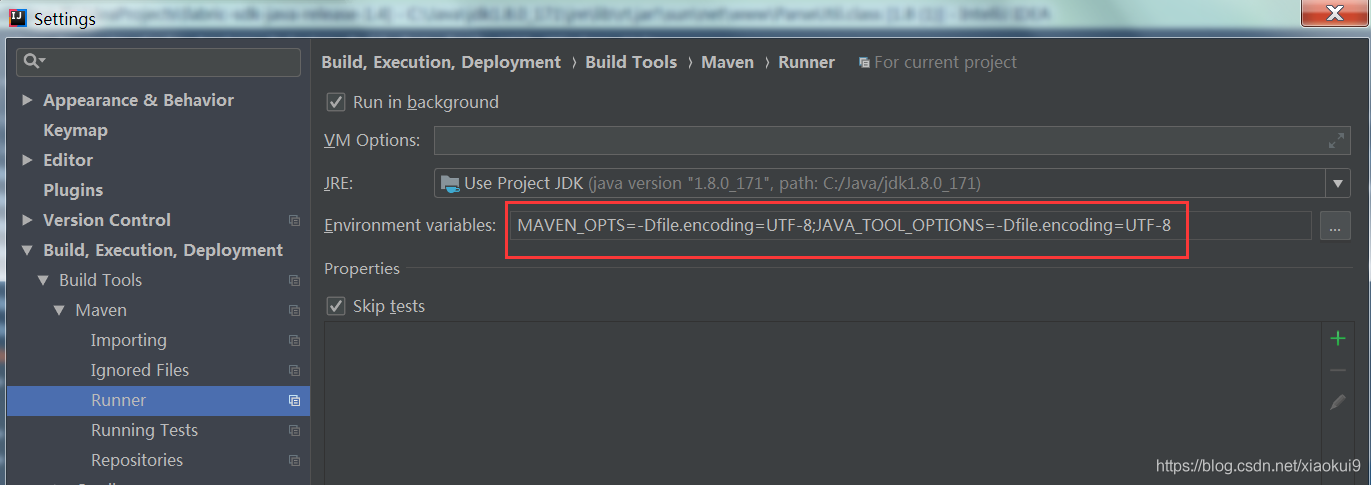 Settings
Build, Execution, Deployment › Build Tools › Maven › Runner For current project
Appearance & Behavior
Keymap
Editor
Plugins
Version Control
Build, Execution, Deployment
Build Tools
Maven
Importing
Ignored Files
Runner
Running Tests
Repositories
Run in background
VM Options:
JRE: Use Project JDK (java version "1.8.0_171", path: C:/Java/jdk1.8.0_171)
Environment variables: MAVEN_OPTS=-Dfile.encoding=UTF-8;JAVA_TOOL_OPTIONS=-Dfile.encoding=UTF-8 ...
Properties
Skip tests
https://blog.csdn.net/xiaokui9